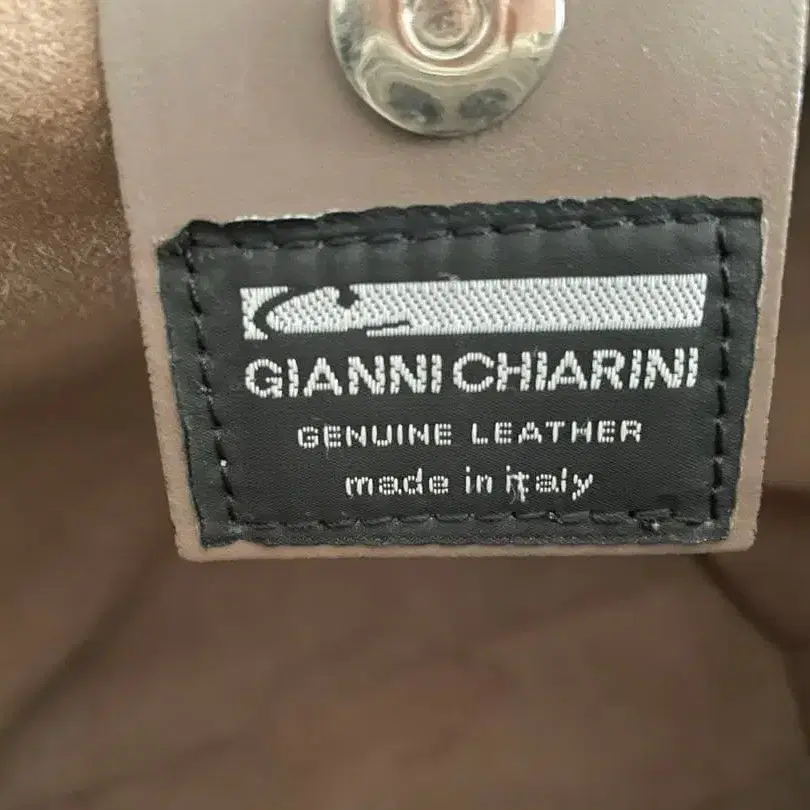 GIANNI CHIARINI
GENUINE LEATHER
made in italy